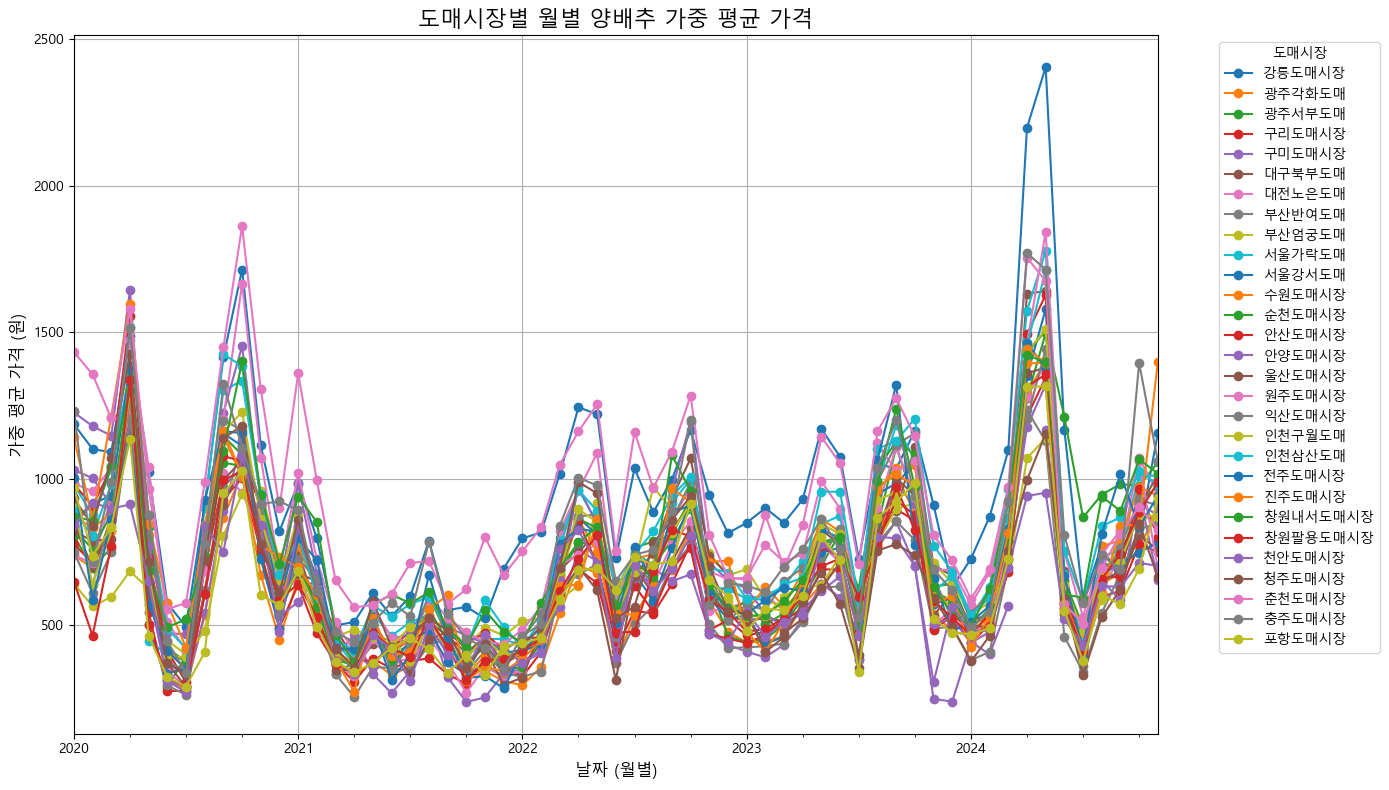 도매시장별 월별 양배추 가중 평균 가격
가중 평균 가격 (원)
2500
2000
1500
1000
500
2020
2021
2022
2023
2024
날짜 (월별)
도매시장
강릉도매시장
광주각화도매
광주서부도매
구리도매시장
구미도매시장
대구북부도매
대전노은도매
부산반여도매
부산엄궁도매
서울가락도매
서울강서도매
수원도매시장
순천도매시장
안산도매시장
안양도매시장
울산도매시장
원주도매시장
익산도매시장
인천구월도매
인천삼산도매
전주도매시장
진주도매시장
창원내서도매시장
창원팔용도매시장
천안도매시장
청주도매시장
춘천도매시장
충주도매시장
포항도매시장